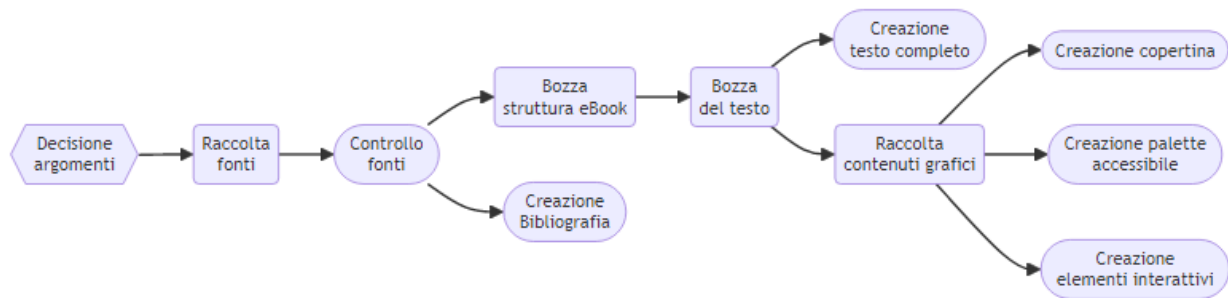 Decisione
argomenti
Raccolta
fonti
Controllo
fonti
Bozza
struttura eBook
Creazione
Bibliografia
Bozza
del testo
Creazione
testo completo
Raccolta
contenuti grafici
Creazione copertina
Creazione palette
accessibile
Creazione
elementi interattivi